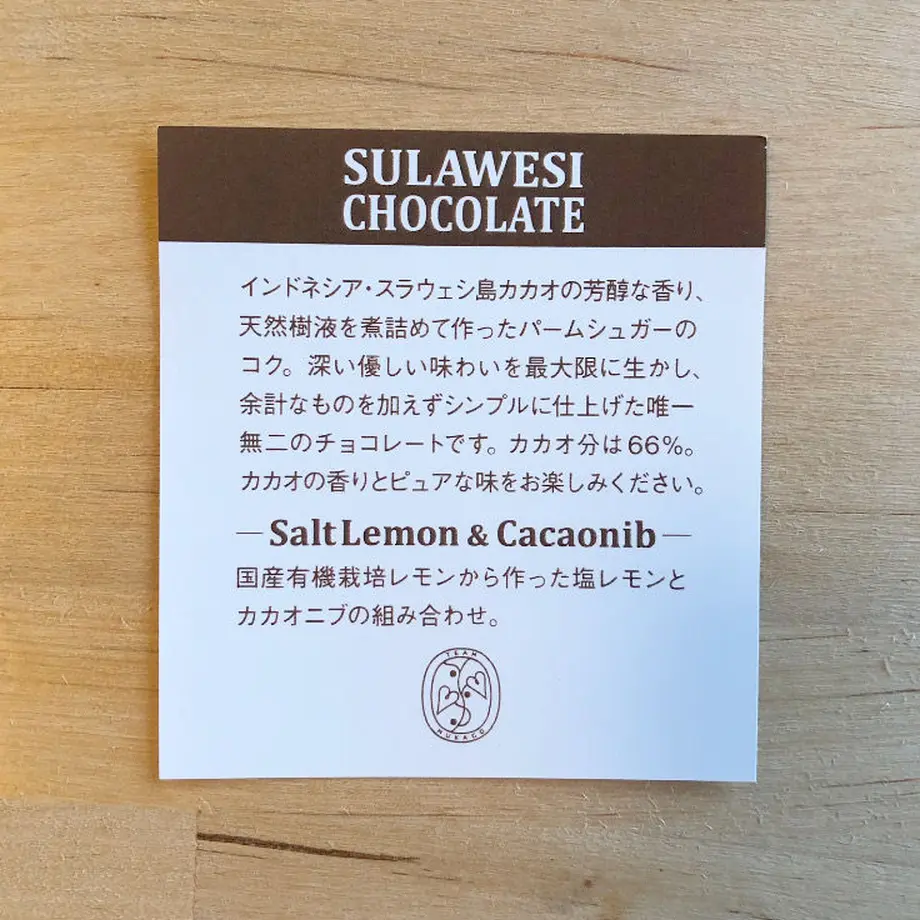 SULAWESI
CHOCOLATE
インドネシア・スラウェシ島カカオの芳醇な香り、
天然樹液を煮詰めて作ったパームシュガーの
コク。深い優しい味わいを最大限に生かし、
余計なものを加えずシンプルに仕上げた唯一
無二のチョコレートです。カカオ分は66%。
カカオの香りとピュアな味をお楽しみください。
— Salt Lemon & Cacaonib —
国産有機栽培レモンから作った塩レモンと
カカオニブの組み合わせ。
TEAM
MUKAGO